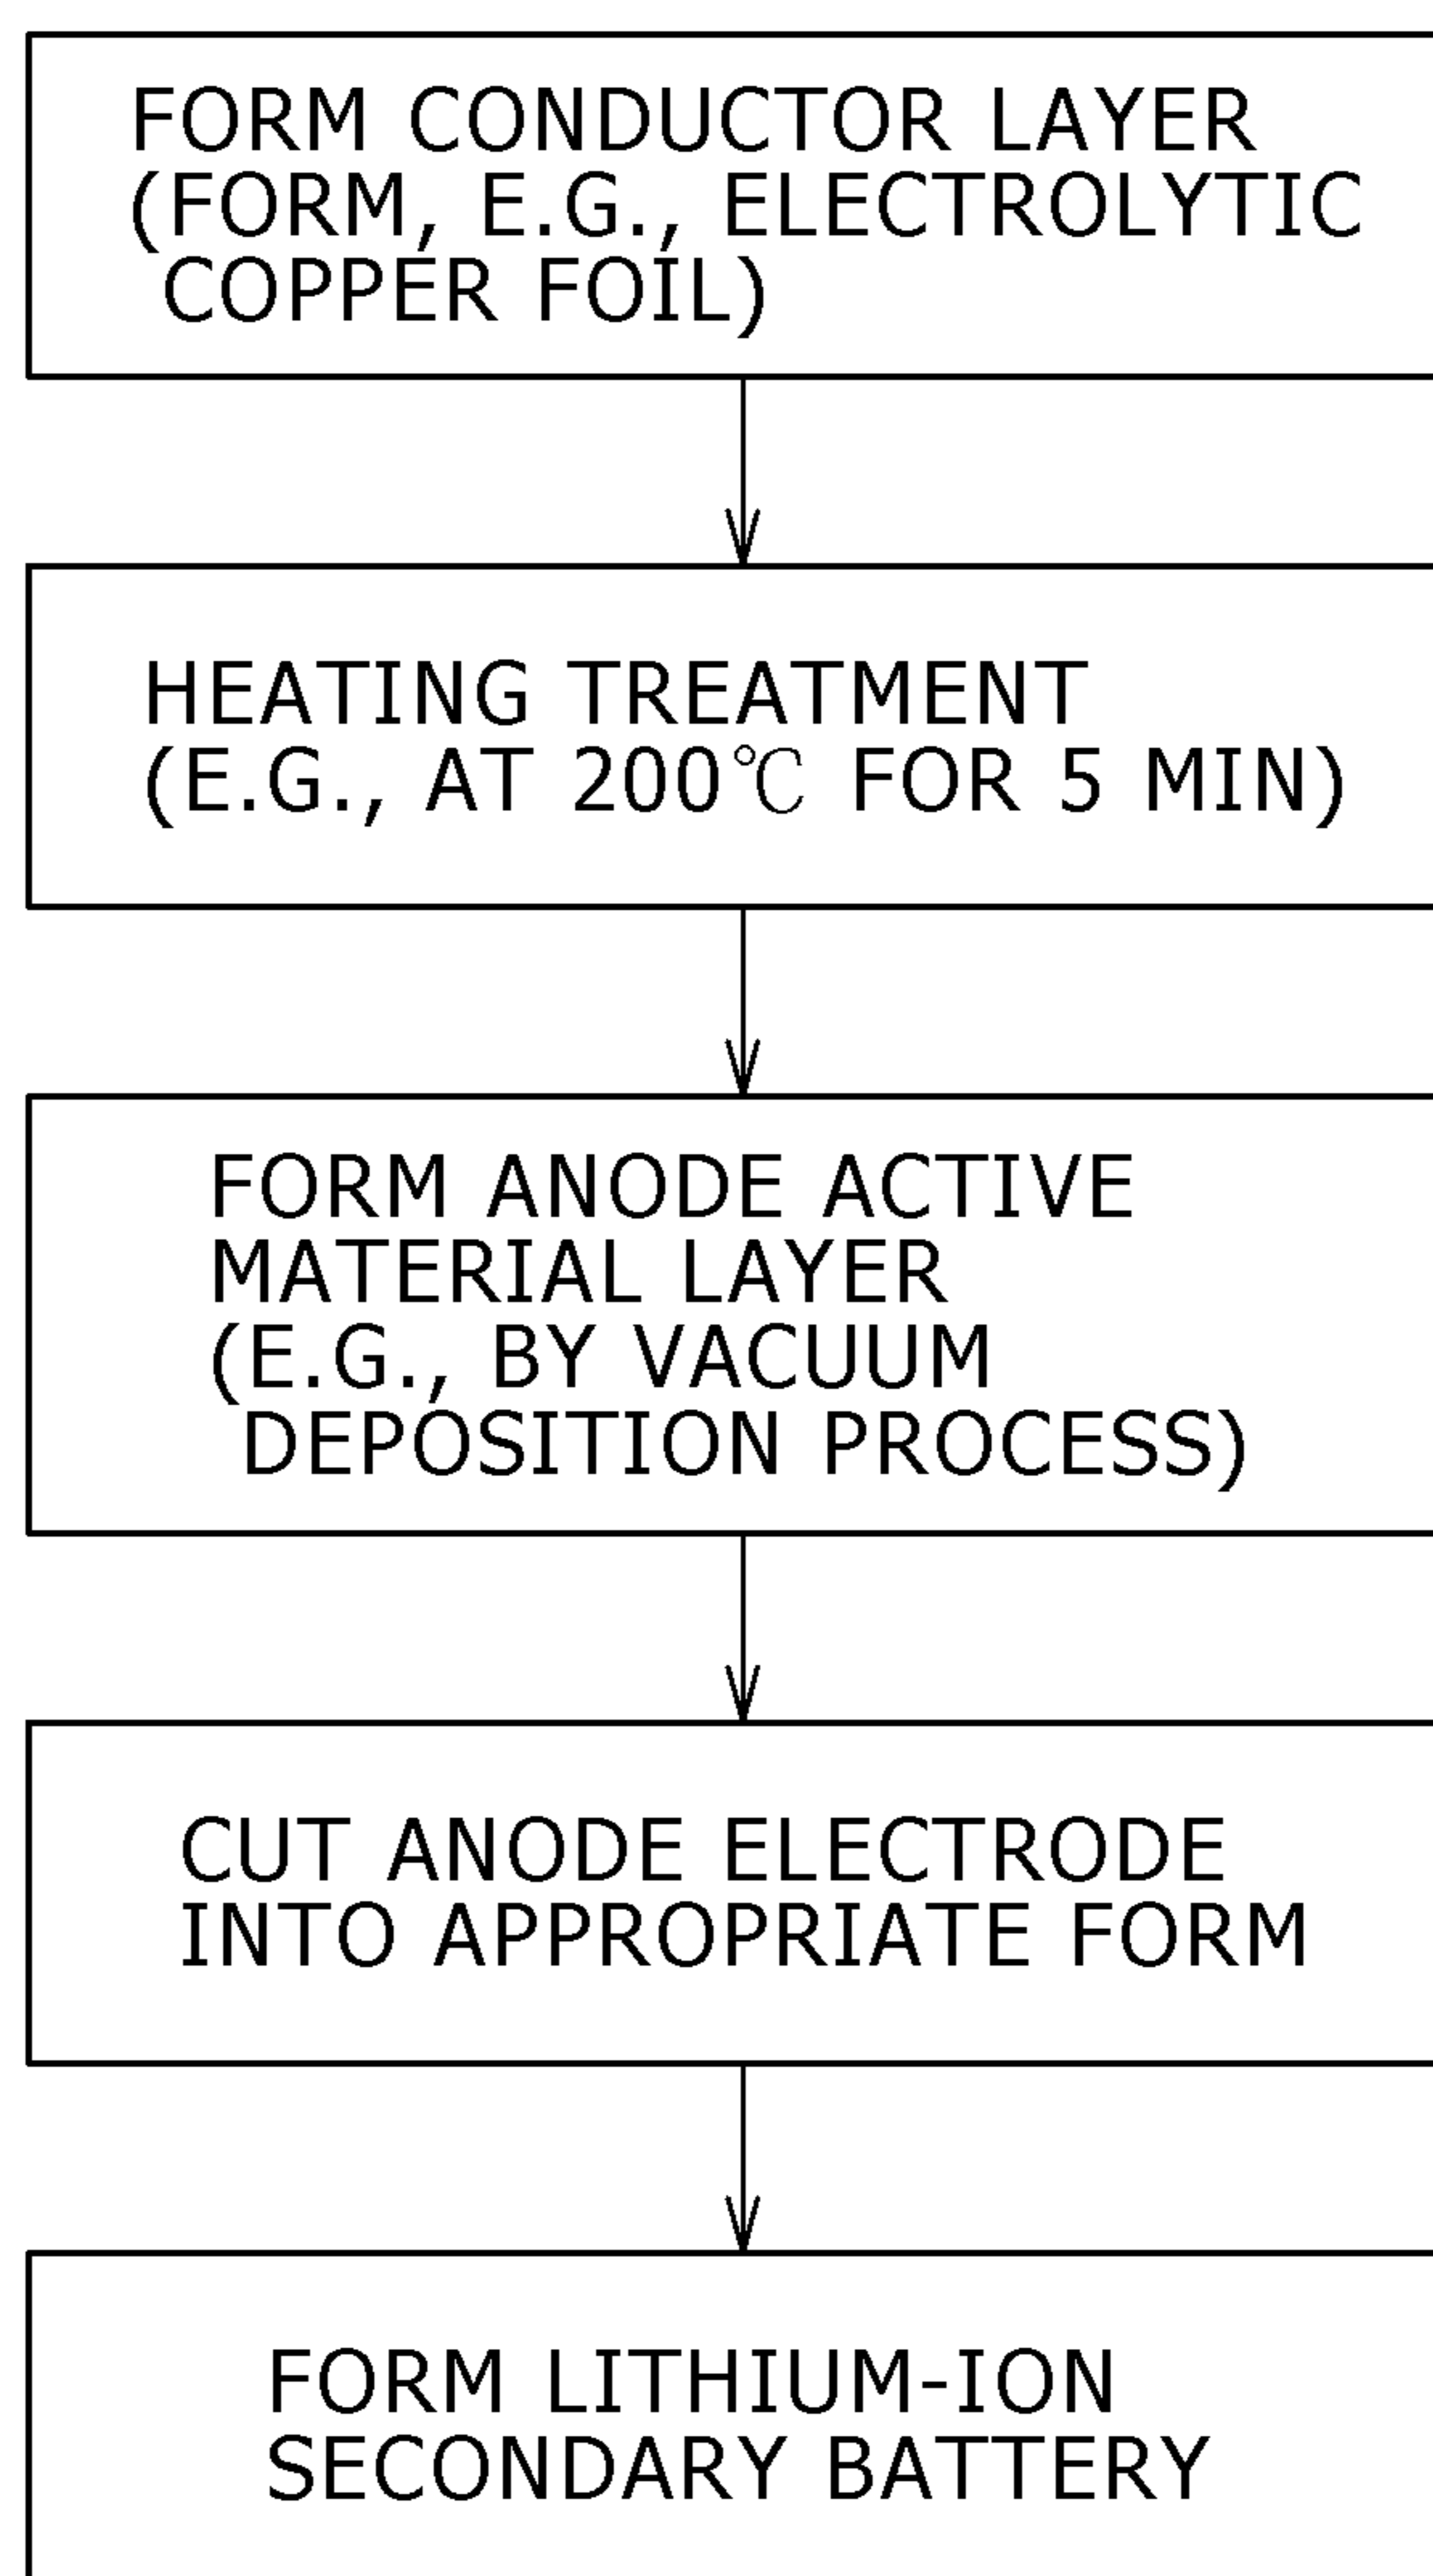 FORM CONDUCTOR LAYER
(FORM, E.G., ELECTROLYTIC
COPPER FOIL)
HEATING TREATMENT
(E.G., AT 200℃ FOR 5 MIN)
FORM ANODE ACTIVE
MATERIAL LAYER
(E.G., BY VACUUM
DEPOSITION PROCESS)
CUT ANODE ELECTRODE
INTO APPROPRIATE FORM
FORM LITHIUM-ION
SECONDARY BATTERY